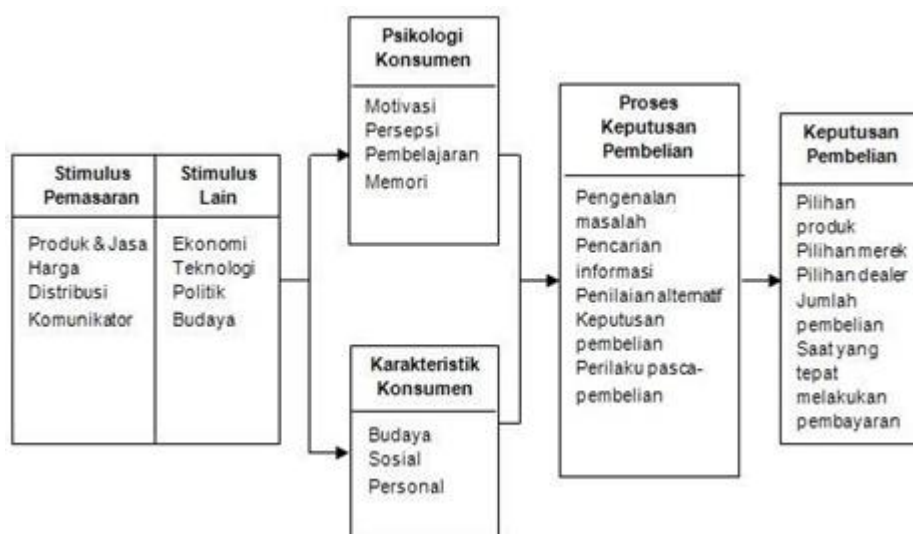 Stimulus
Pemasaran
Produk & Jasa
Harga
Distribusi
Komunikator
Stimulus
Lain
Ekonomi
Teknologi
Politik
Budaya
Psikologi
Konsumen
Motivasi
Persepsi
Pembelajaran
Memori
Karakteristik
Konsumen
Budaya
Sosial
Personal
Proses
Keputusan
Pembelian
Pengenalan
masalah
Pencarian
informasi
Penilaian alternatif
Keputusan
pembelian
Perilaku pasca-
pembelian
Keputusan
Pembelian
Pilihan
produk
Pilihan merek
Pilihan dealer
Jumlah
pembelian
Saat yang
tepat
melakukan
pembayaran